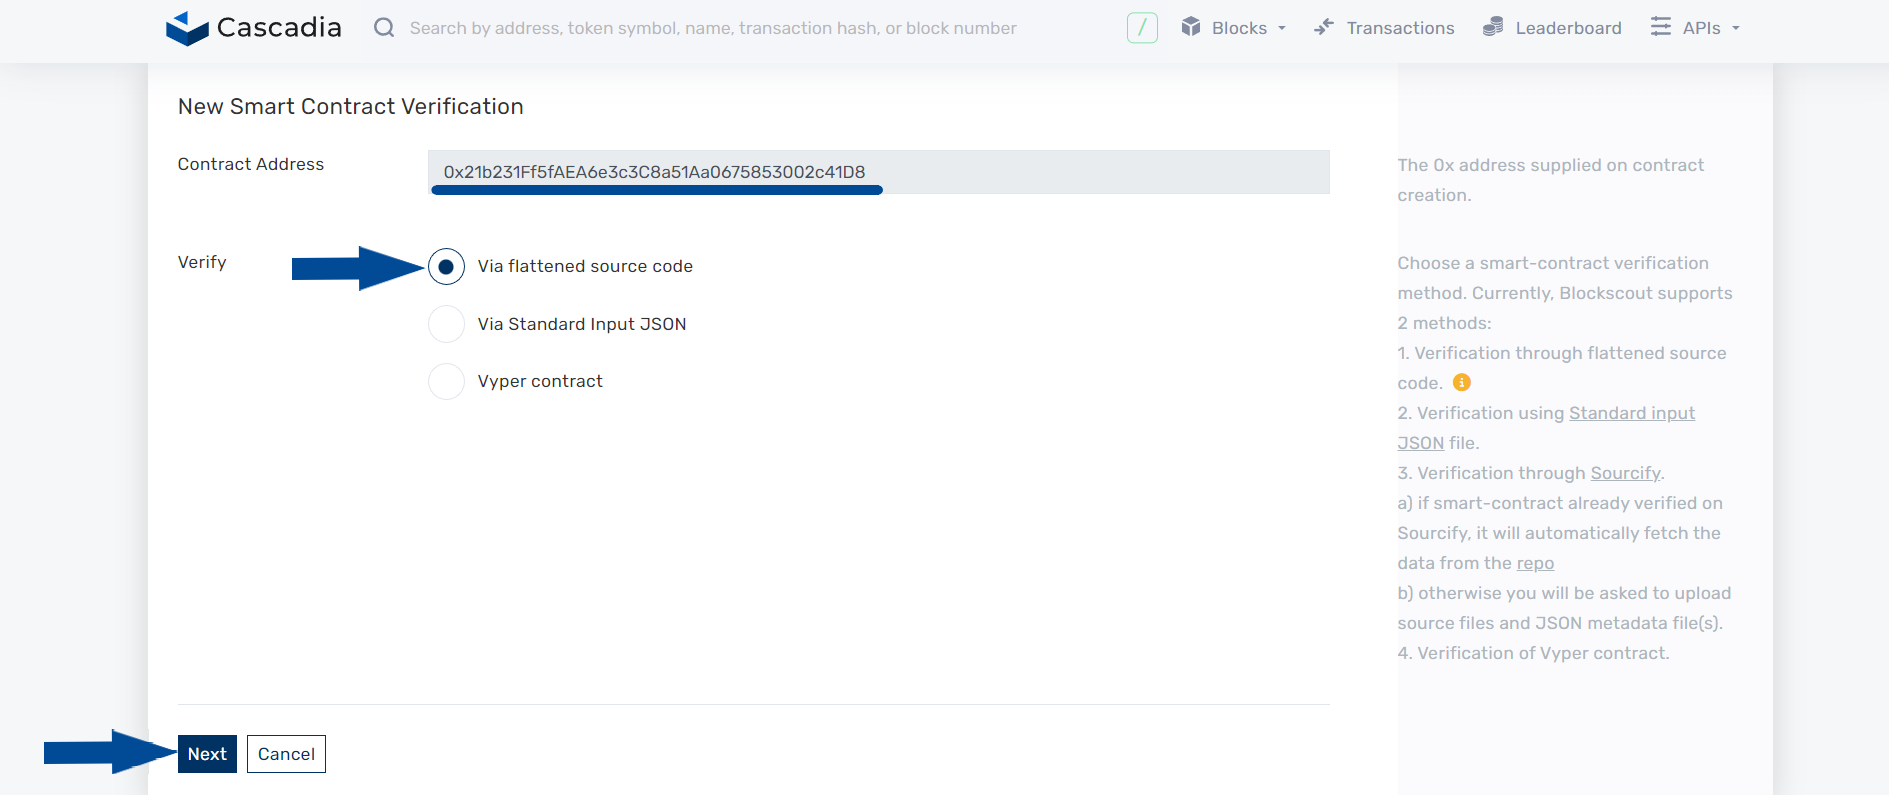 Cascadia
Search by address, token symbol, name, transaction hash, or block number
/
Blocks
Transactions
Leaderboard
APIs
New Smart Contract Verification
Contract Address
0x21b231Ff5fAEA6e3c3C8a51Aa0675853002c41D8
The 0x address supplied on contract
creation.
Verify
Via flattened source code
Via Standard Input JSON
Vyper contract
Choose a smart-contract verification
method. Currently, Blockscout supports
2 methods:
1. Verification through flattened source
code.
2. Verification using Standard input
JSON file.
3. Verification through Sourcify.
a) if smart-contract already verified on
Sourcify, it will automatically fetch the
data from the repo
b) otherwise you will be asked to upload
source files and JSON metadata file(s).
4. Verification of Vyper contract.
Next
Cancel